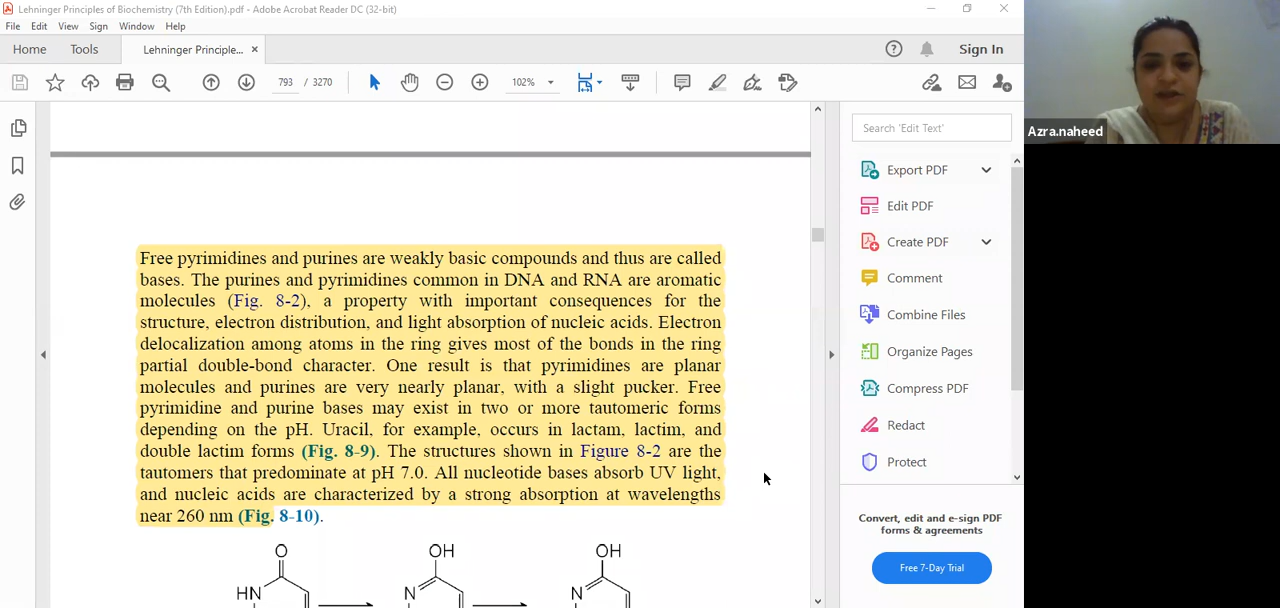 Lehninger Principles of Biochemistry (7th Edition).pdf - Adobe Acrobat Reader DC (32-bit)
File Edit View Sign Window Help
Home Tools Lehninger Principle... × Sign In
793 / 3270 102%
Azra.naheed
Search 'Edit Text'
Export PDF
Edit PDF
Create PDF
Comment
Combine Files
Organize Pages
Compress PDF
Redact
Protect
Convert, edit and e-sign PDF
forms & agreements
Free 7-Day Trial
Free pyrimidines and purines are weakly basic compounds and thus are called
bases. The purines and pyrimidines common in DNA and RNA are aromatic
molecules (Fig. 8-2), a property with important consequences for the
structure, electron distribution, and light absorption of nucleic acids. Electron
delocalization among atoms in the ring gives most of the bonds in the ring
partial double-bond character. One result is that pyrimidines are planar
molecules and purines are very nearly planar, with a slight pucker. Free
pyrimidine and purine bases may exist in two or more tautomeric forms
depending on the pH. Uracil, for example, occurs in lactam, lactim, and
double lactim forms (Fig. 8-9). The structures shown in Figure 8-2 are the
tautomers that predominate at pH 7.0. All nucleotide bases absorb UV light,
and nucleic acids are characterized by a strong absorption at wavelengths
near 260 nm (Fig. 8-10).
O OH OH
HN N N